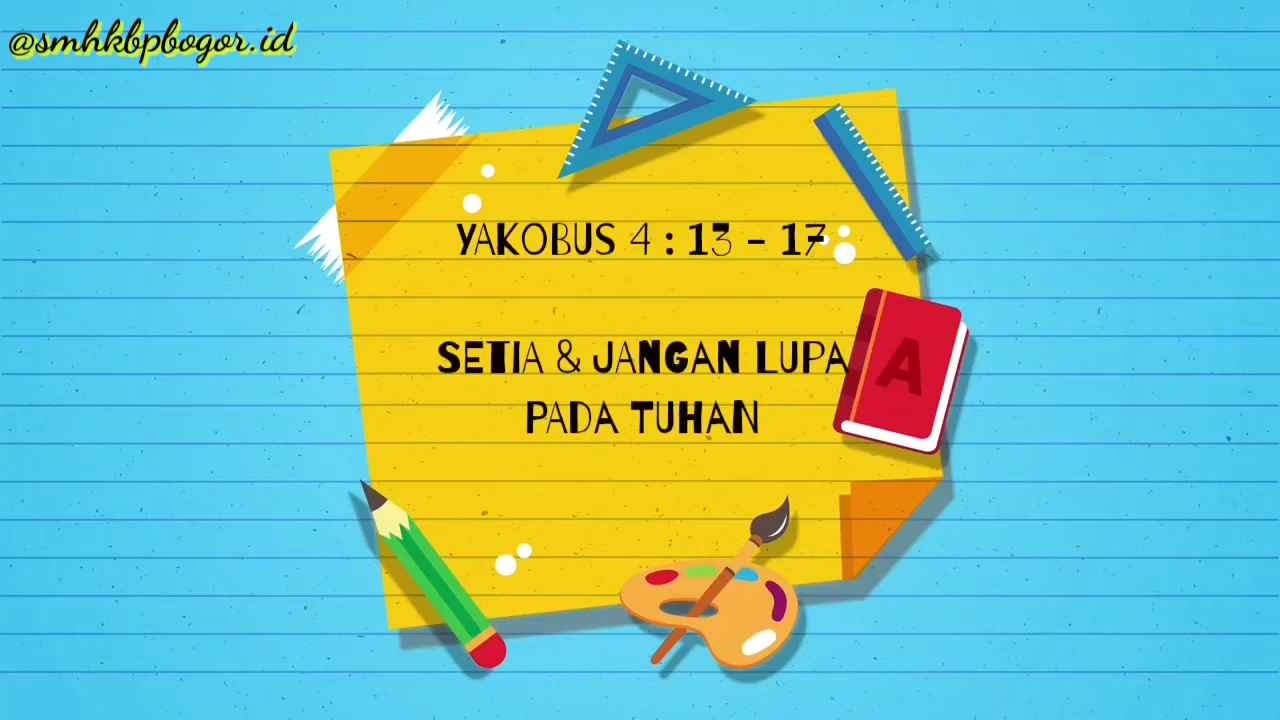 @smhkbpbogor.id
YAKOBUS 4 : 13 - 17
SETIA & JANGAN LUPA
PADA TUHAN
A